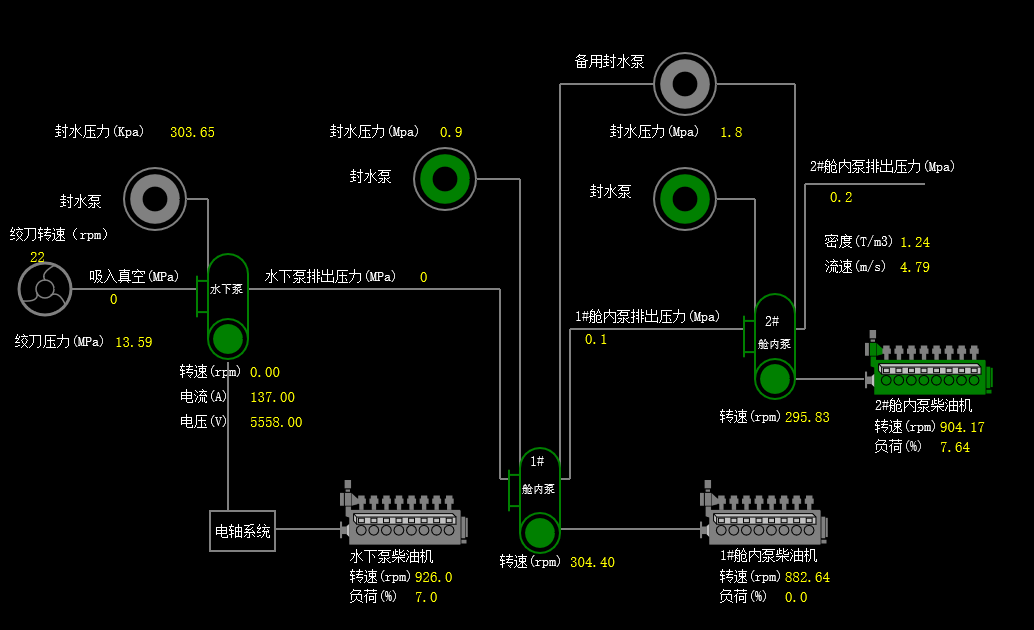 备用封水泵
封水压力(Kpa) 303.65
封水压力(Mpa) 0.9
封水压力(Mpa) 1.8
2#舱内泵排出压力(Mpa)
0.2
封水泵
封水泵
封水泵
绞刀转速（rpm）
22
密度(T/m3) 1.24
流速(m/s) 4.79
吸入真空(MPa)
0
水下泵
水下泵排出压力(MPa) 0
1#舱内泵排出压力(MPa)
0.1
2#
舱内泵
绞刀压力(MPa) 13.59
转速(rpm) 0.00
电流(A) 137.00
电压(V) 5558.00
转速(rpm) 295.83
2#舱内泵柴油机
转速(rpm) 904.17
负荷(%) 7.64
1#
舱内泵
电轴系统
转速(rpm) 304.40
水下泵柴油机
转速(rpm) 926.0
负荷(%) 7.0
1#舱内泵柴油机
转速(rpm) 882.64
负荷(%) 0.0